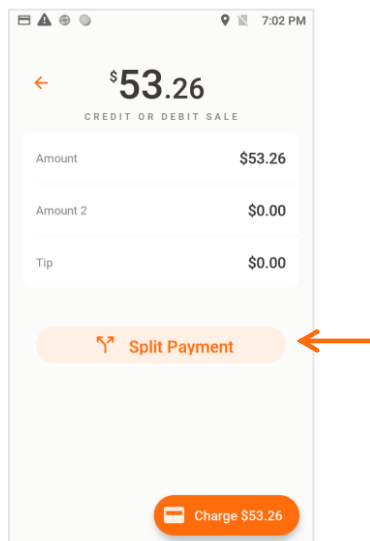 7:02 PM
$53.26
CREDIT OR DEBIT SALE
Amount $53.26
Amount 2 $0.00
Tip $0.00
Split Payment
Charge $53.26